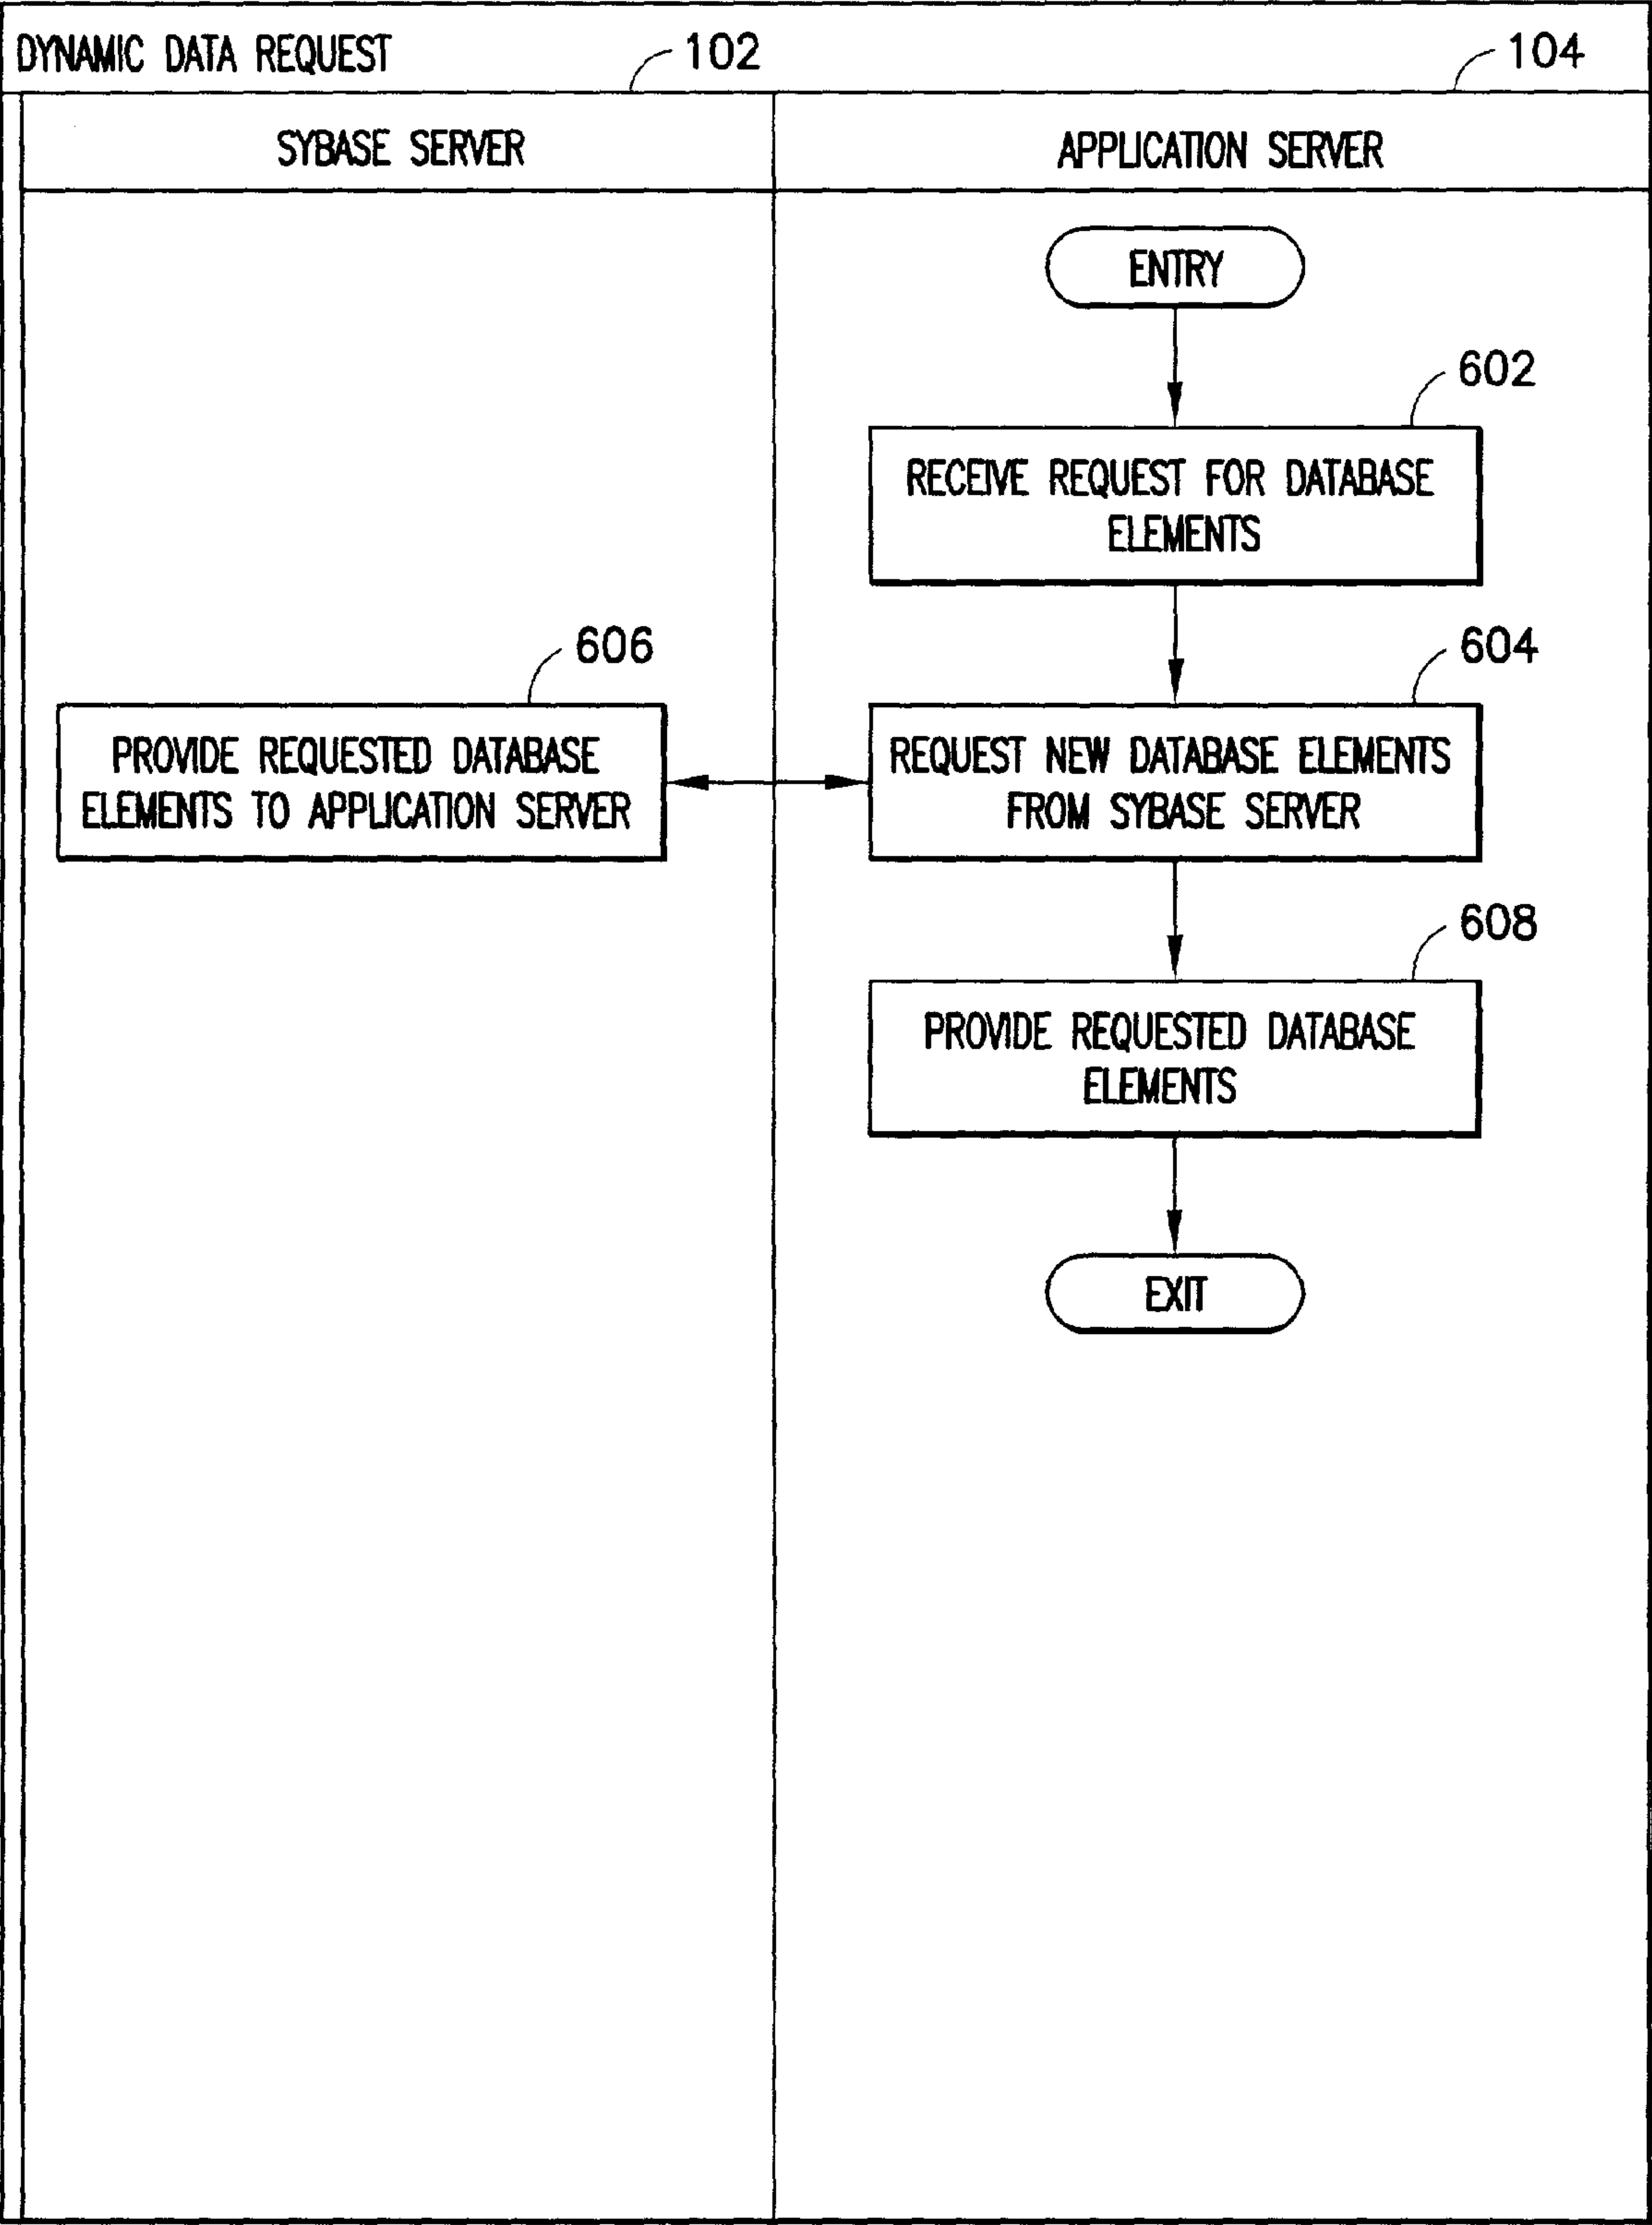 DYNAMIC DATA REQUEST
102
104
SYBASE SERVER
APPLICATION SERVER
ENTRY
602
RECEIVE REQUEST FOR DATABASE
ELEMENTS
606
604
PROVIDE REQUESTED DATABASE
ELEMENTS TO APPLICATION SERVER
REQUEST NEW DATABASE ELEMENTS
FROM SYBASE SERVER
608
PROVIDE REQUESTED DATABASE
ELEMENTS
EXIT